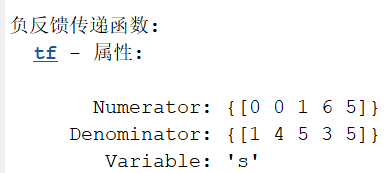 负反馈传递函数:
tf - 属性:
Numerator: {[0 0 1 6 5]}
Denominator: {[1 4 5 3 5]}
Variable: 's'